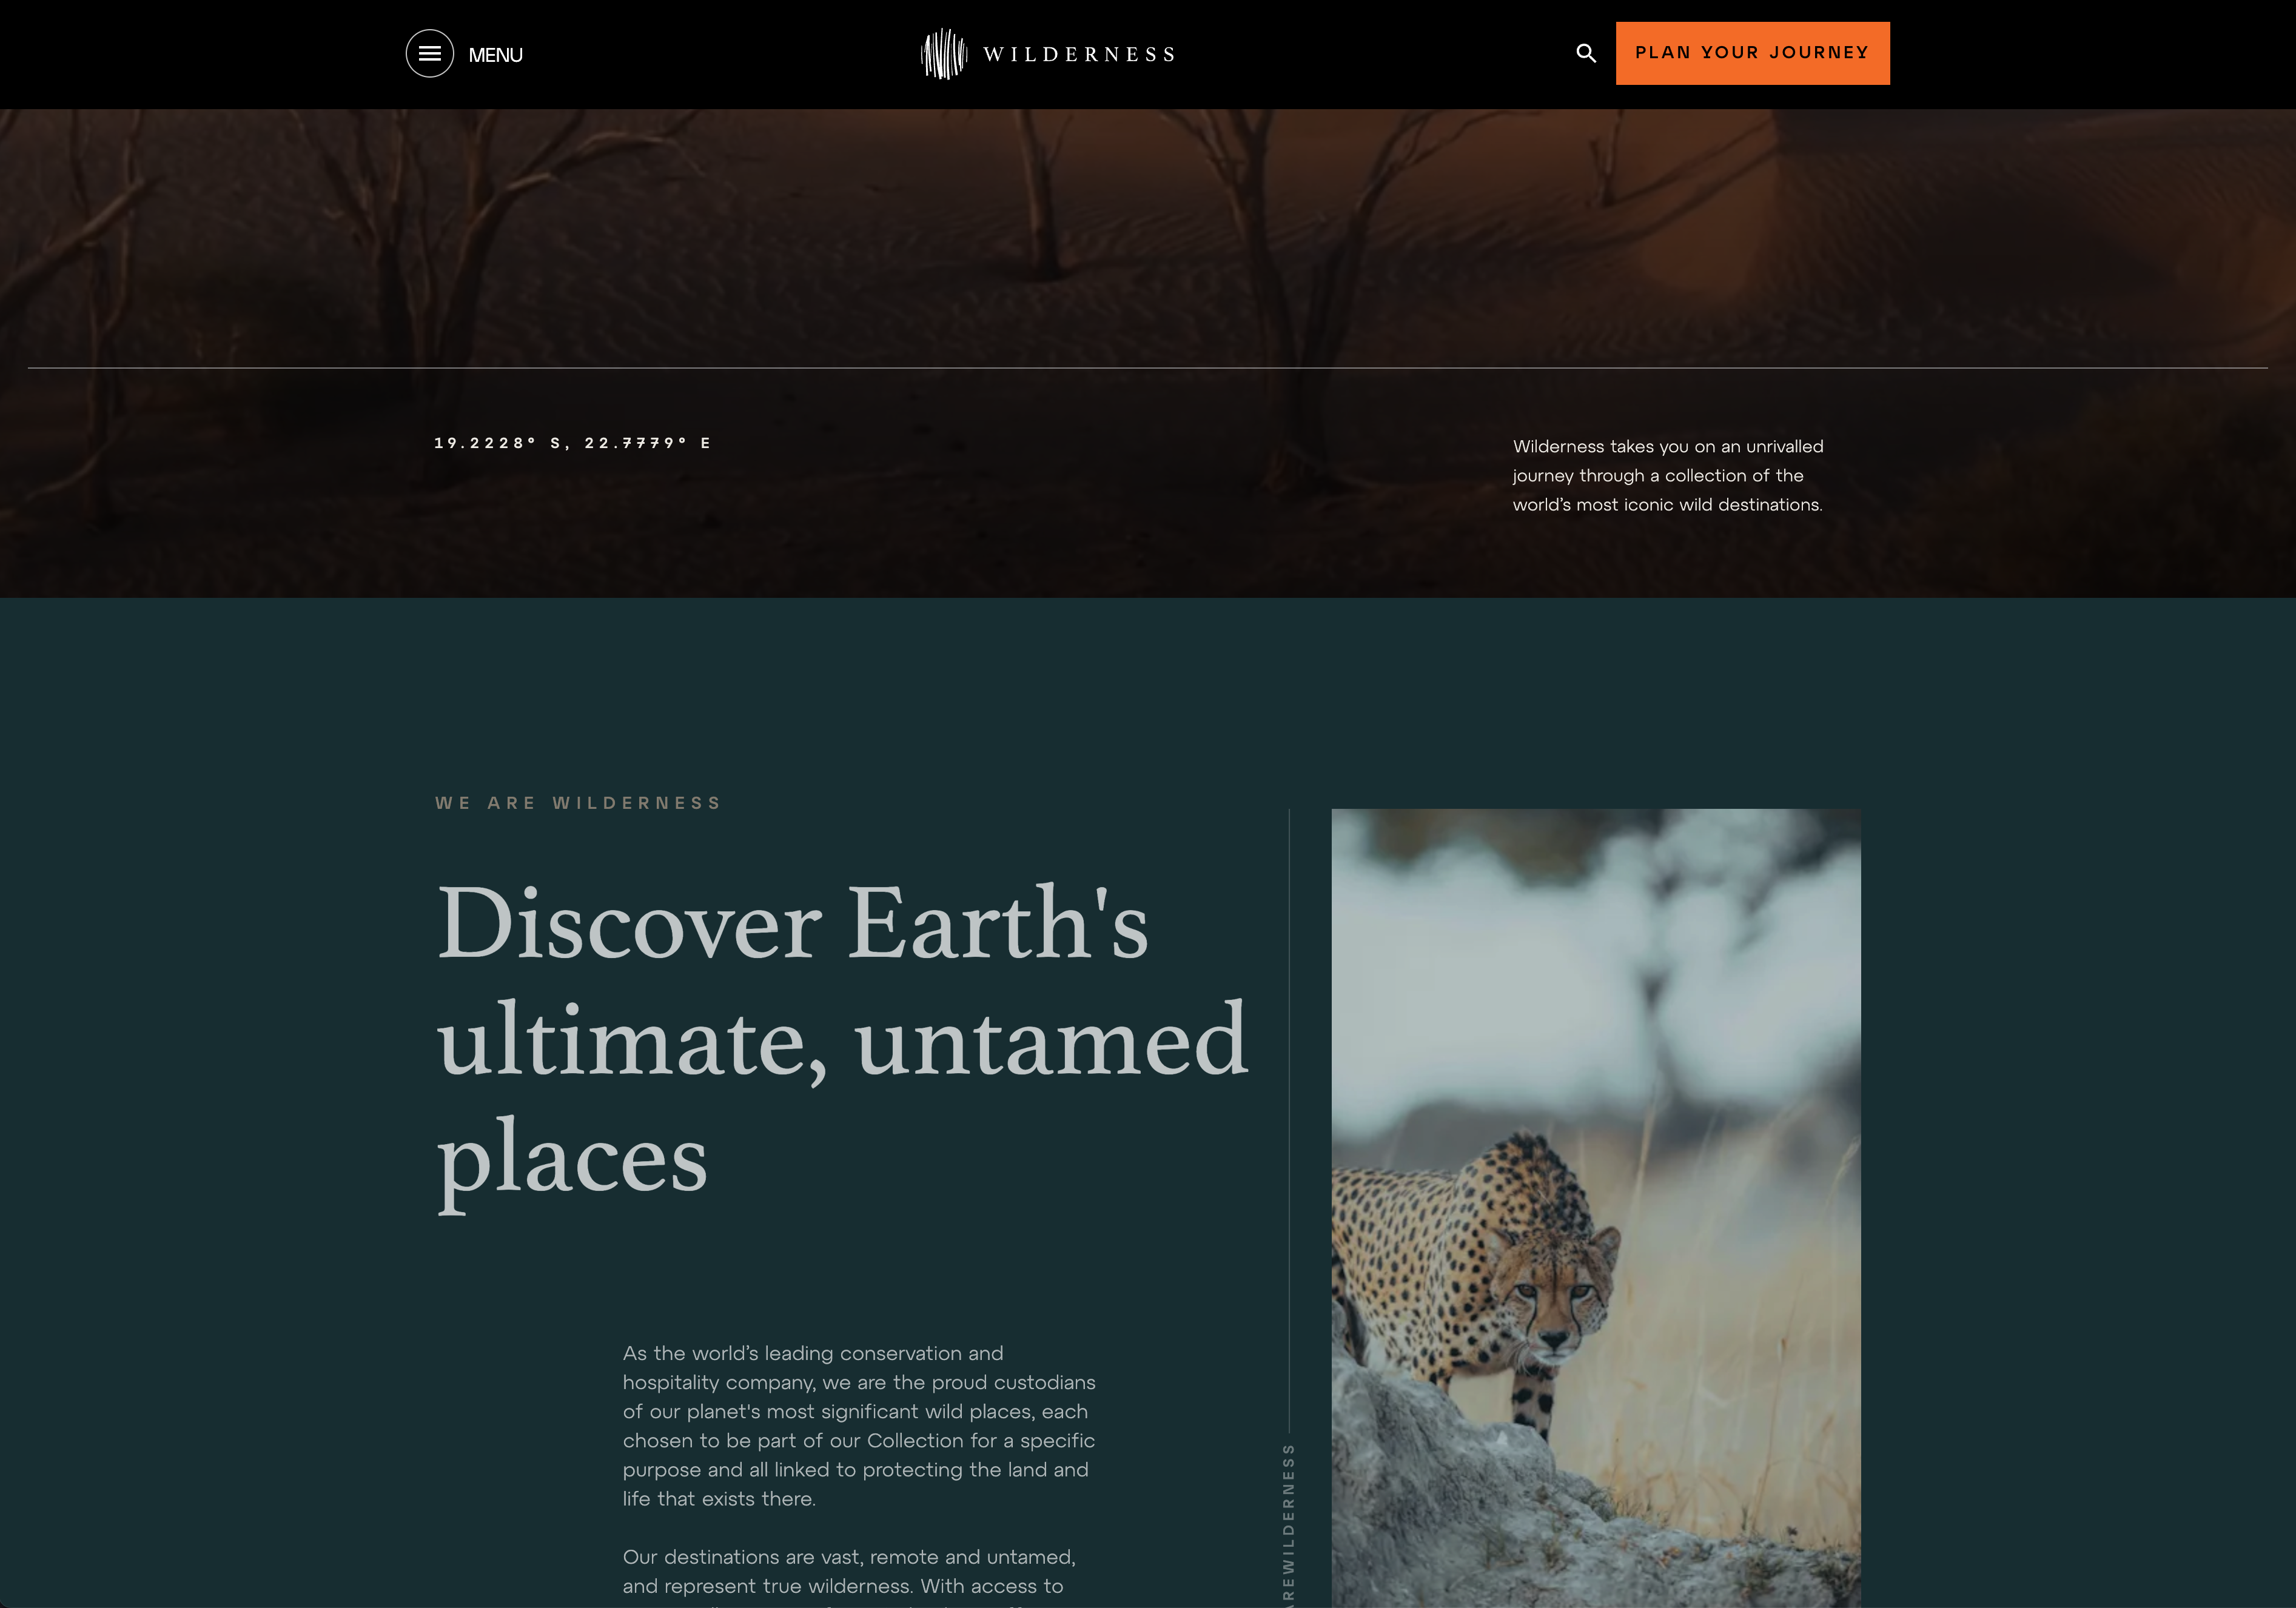 MENU
WILDERNESS
PLAN YOUR JOURNEY
19.2228° S, 22.7779° E
Wilderness takes you on an unrivalled
journey through a collection of the
world’s most iconic wild destinations.
WE ARE WILDERNESS
Discover Earth's
ultimate, untamed
places
As the world’s leading conservation and
hospitality company, we are the proud custodians
of our planet's most significant wild places, each
chosen to be part of our Collection for a specific
purpose and all linked to protecting the land and
life that exists there.
Our destinations are vast, remote and untamed,
and represent true wilderness. With access to
AREWILDERNESS